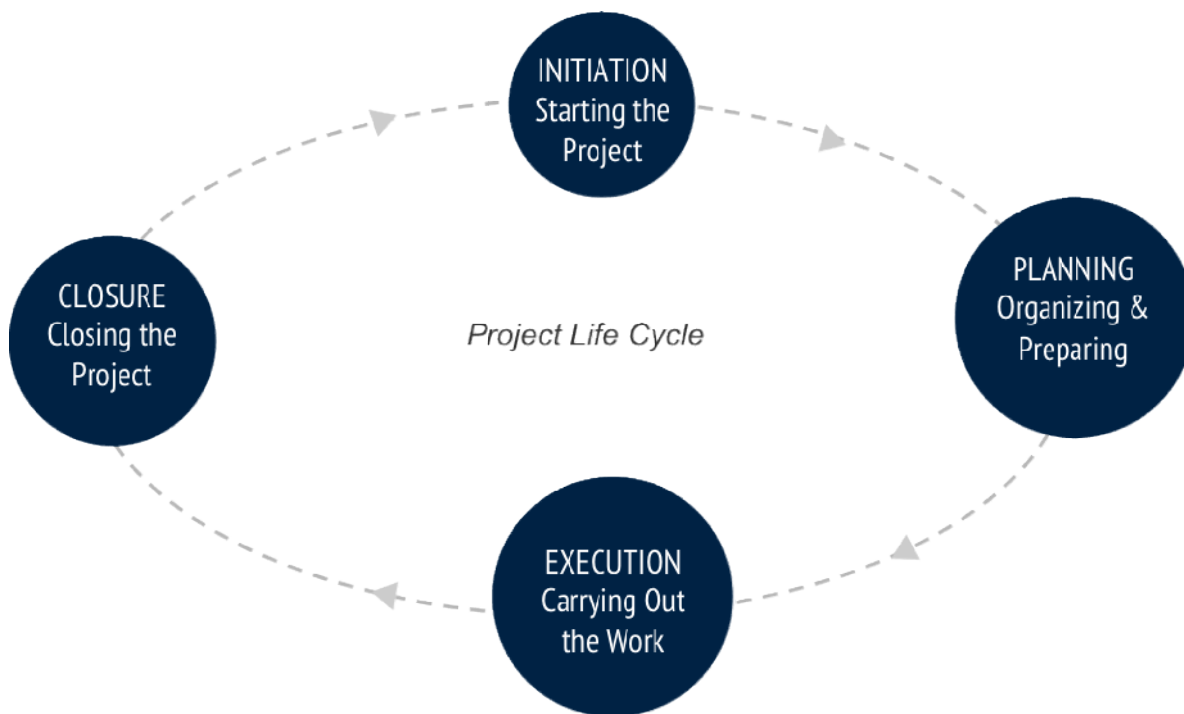 INITIATION
Starting the
Project
PLANNING
Organizing &
Preparing
CLOSURE
Closing the
Project
Project Life Cycle
EXECUTION
Carrying Out
the Work